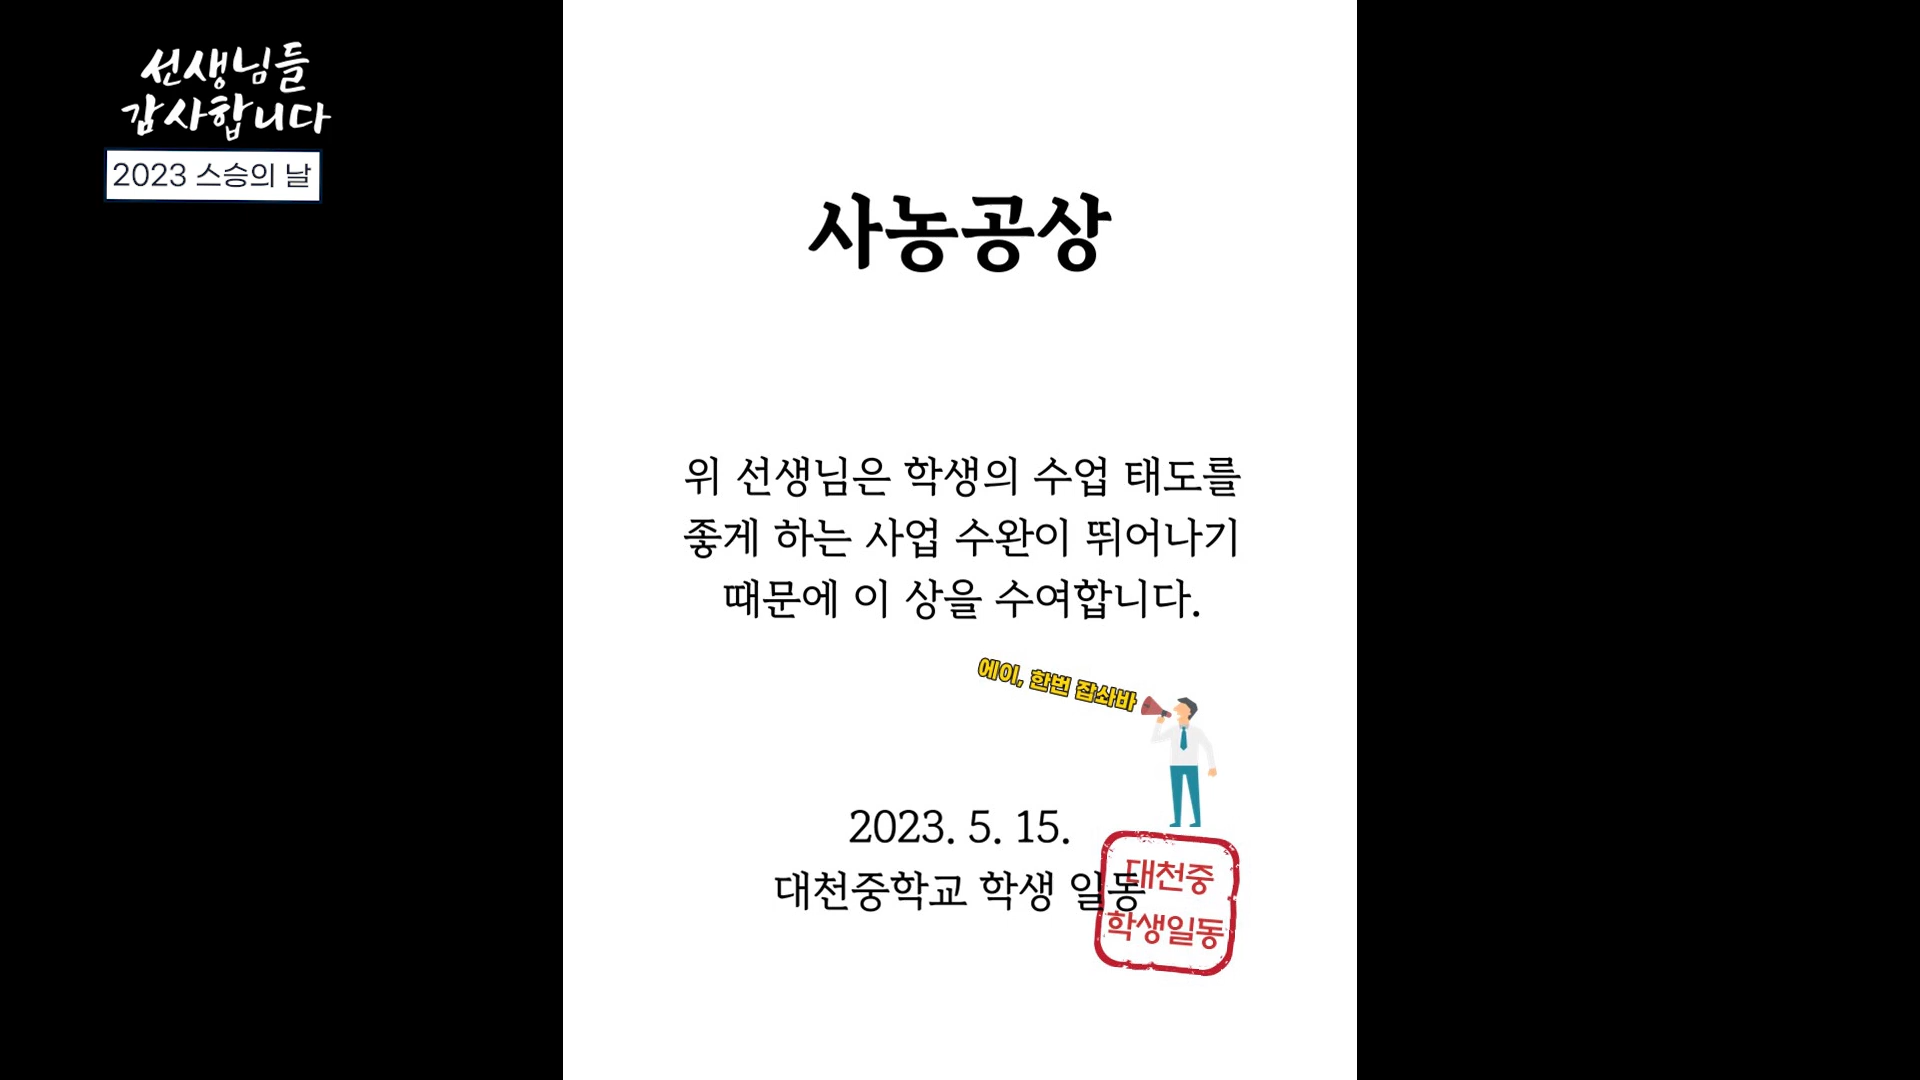 선생님들
감사합니다
2023 스승의 날
사농공상
위 선생님은 학생의 수업 태도를
좋게 하는 사업 수완이 뛰어나기
때문에 이 상을 수여합니다.
에이, 한번 잡솨바
2023. 5. 15.
대천중학교 학생 일동
대천중
학생일동